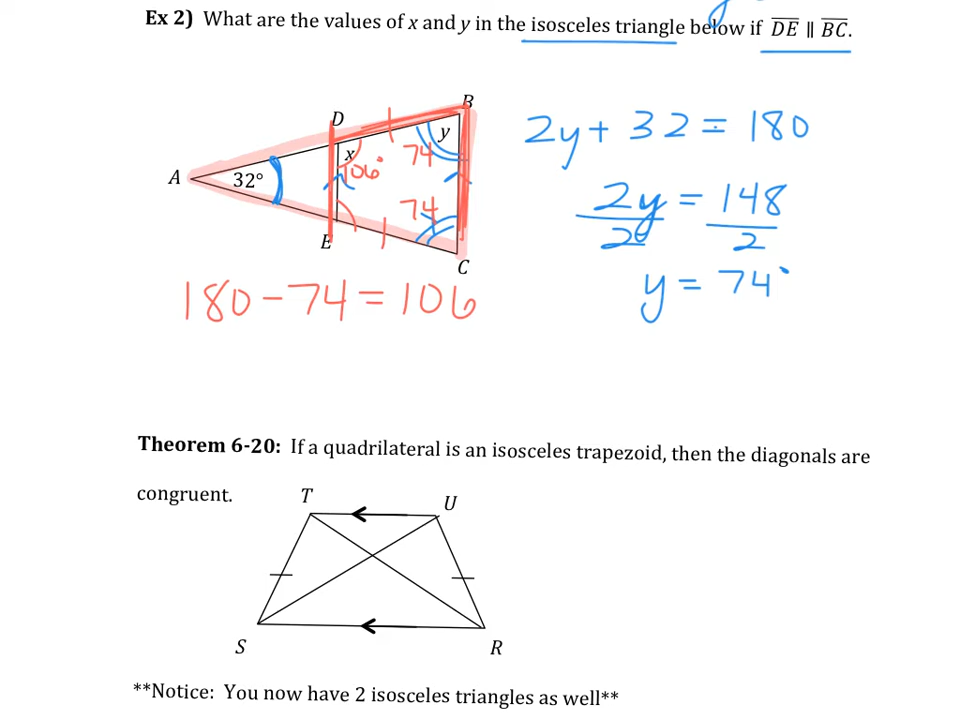 Ex 2) What are the values of x and y in the isosceles triangle below if DE ∥ BC.
B
D
y
2y + 32 = 180
x
74
A
32°
106°
2y = 148
74
2 2
E
C
y = 74°
180 - 74 = 106
Theorem 6-20: If a quadrilateral is an isosceles trapezoid, then the diagonals are
congruent.
T
U
S
R
**Notice: You now have 2 isosceles triangles as well**